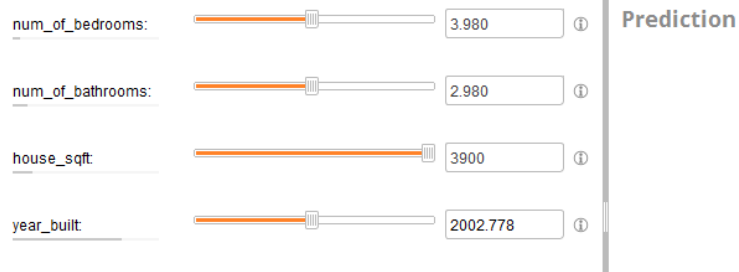 num_of_bedrooms: 3.980 Prediction
num_of_bathrooms: 2.980
house_sqft: 3900
year_built: 2002.778